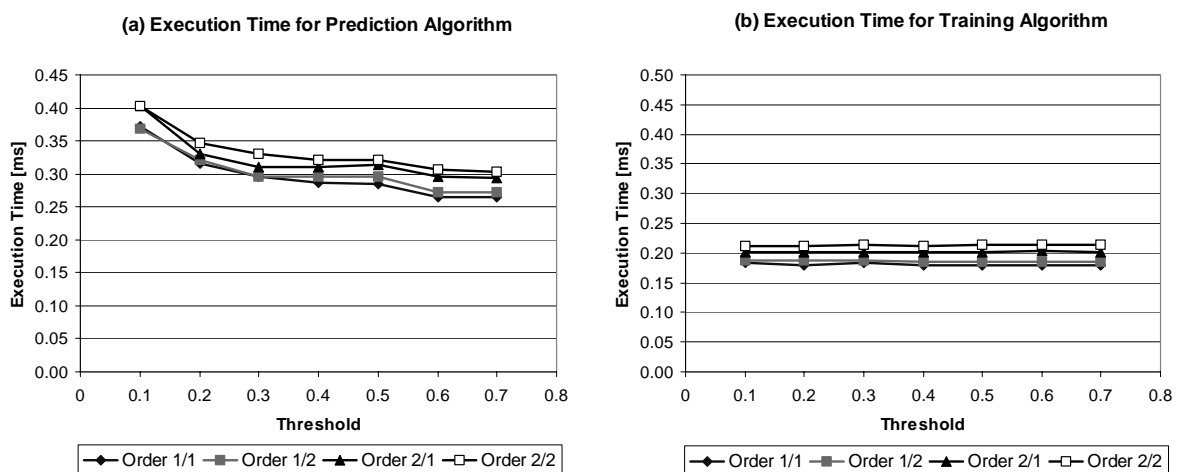 (a) Execution Time for Prediction Algorithm
Execution Time [ms]
0.45
0.40
0.35
0.30
0.25
0.20
0.15
0.10
0.05
0.00
0 0.1 0.2 0.3 0.4 0.5 0.6 0.7 0.8
Threshold
Order 1/1 Order 1/2 Order 2/1 Order 2/2
(b) Execution Time for Training Algorithm
Execution Time [ms]
0.50
0.45
0.40
0.35
0.30
0.25
0.20
0.15
0.10
0.05
0.00
0 0.1 0.2 0.3 0.4 0.5 0.6 0.7 0.8
Threshold
Order 1/1 Order 1/2 Order 2/1 Order 2/2